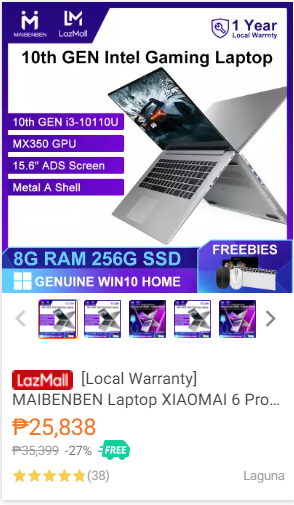 MAIBENBEN
LazMall
1 Year
Local Warrnty
10th GEN Intel Gaming Laptop
10th GEN i3-10110U
MX350 GPU
15.6" ADS Screen
Metal A Shell
8G RAM 256G SSD
GENUINE WIN10 HOME
FREEBIES
LazMall [Local Warranty]
MAIBENBEN Laptop XIAOMAI 6 Pro...
₱25,838
₱35,399 -27% FREE
(38) Laguna